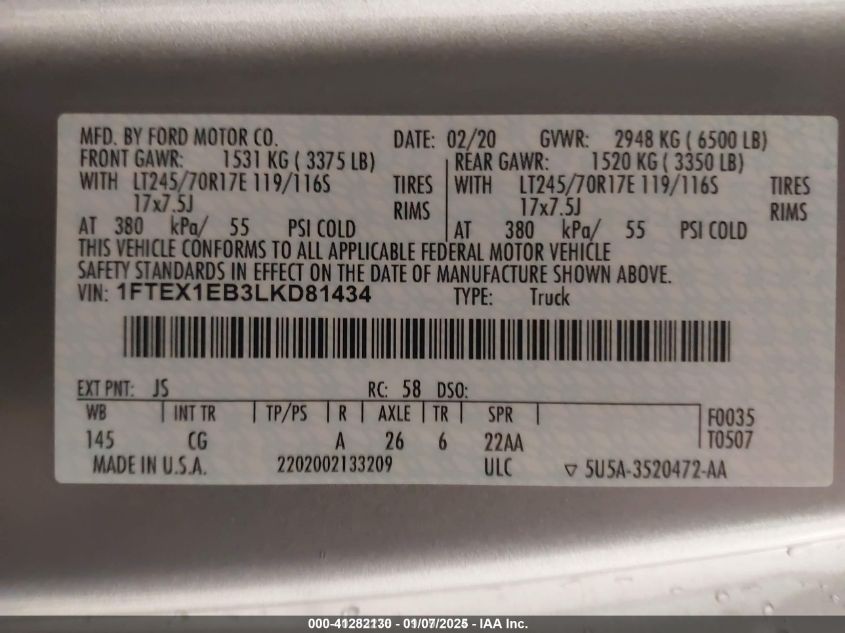 MFD. BY FORD MOTOR CO. DATE: 02/20 GVWR: 2948 KG ( 6500 LB)
FRONT GAWR: 1531 KG ( 3375 LB) REAR GAWR: 1520 KG ( 3350 LB)
WITH LT245/70R17E 119/116S TIRES WITH LT245/70R17E 119/116S TIRES
17x7.5J RIMS 17x7.5J RIMS
AT 380 kPa/ 55 PSI COLD AT 380 kPa/ 55 PSI COLD
THIS VEHICLE CONFORMS TO ALL APPLICABLE FEDERAL MOTOR VEHICLE
SAFETY STANDARDS IN EFFECT ON THE DATE OF MANUFACTURE SHOWN ABOVE.
VIN: 1FTEX1EB3LKD81434 TYPE: Truck
EXT PNT: JS RC: 58 DSO:
WB INT TR TP/PS R AXLE TR SPR F0035
145 CG A 26 6 22AA T0507
MADE IN U.S.A. 2202002133209 ULC ▽ 5U5A-3520472-AA
000-41282130 - 01/07/2025 - IAA Inc.